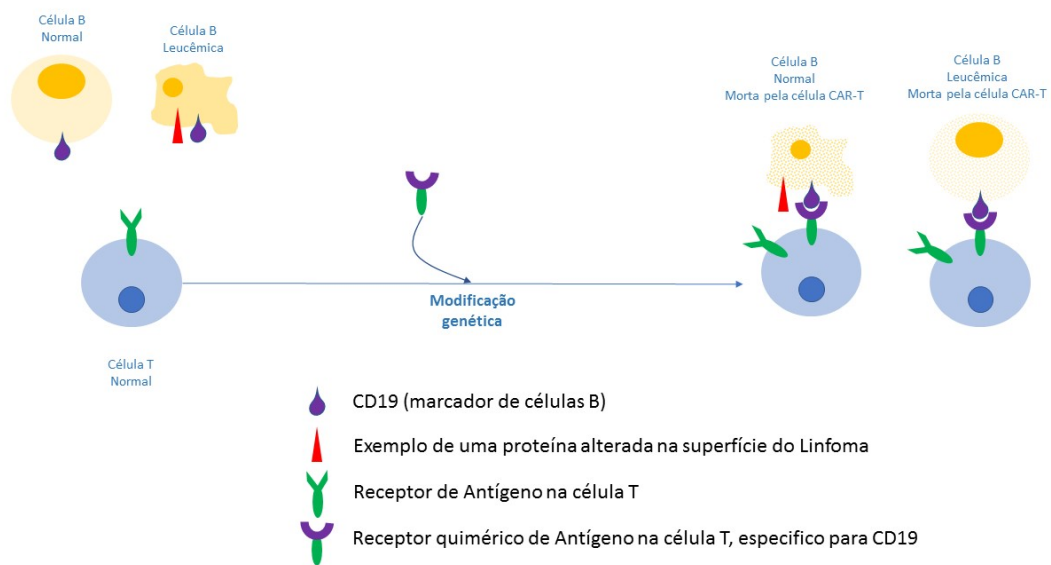 Célula B
Normal
Célula B
Leucêmica
Célula B
Normal
Morta pela célula CAR-T
Célula B
Leucêmica
Morta pela célula CAR-T
Modificação
genética
Célula T
Normal
CD19 (marcador de células B)
Exemplo de uma proteína alterada na superfície do Linfoma
Receptor de Antígeno na célula T
Receptor quimérico de Antígeno na célula T, especifico para CD19